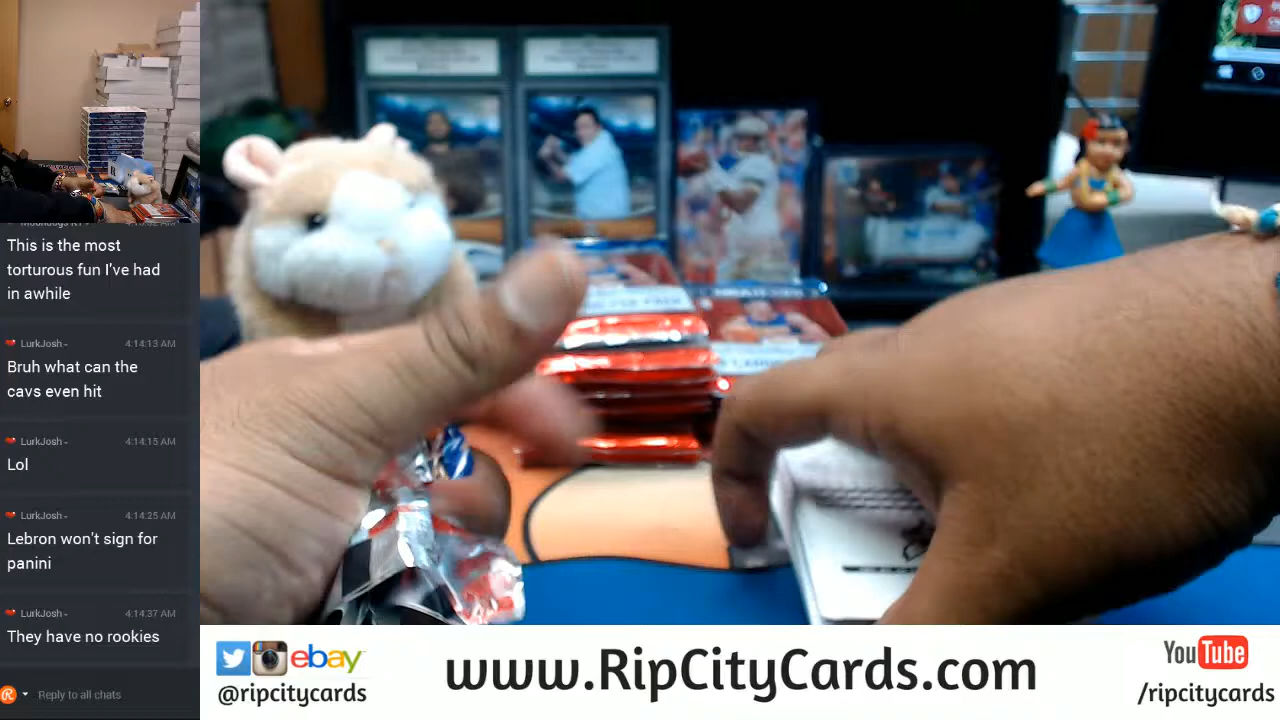 This is the most
torturous fun I've had
in awhile
LurkJosh - 4:14:13 AM
Bruh what can the
cavs even hit
LurkJosh - 4:14:15 AM
Lol
LurkJosh - 4:14:25 AM
Lebron won't sign for
panini
LurkJosh - 4:14:37 AM
They have no rookies
Reply to all chats
ebay
@ripcitycards
www.RipCityCards.com
YouTube
/ripcitycards